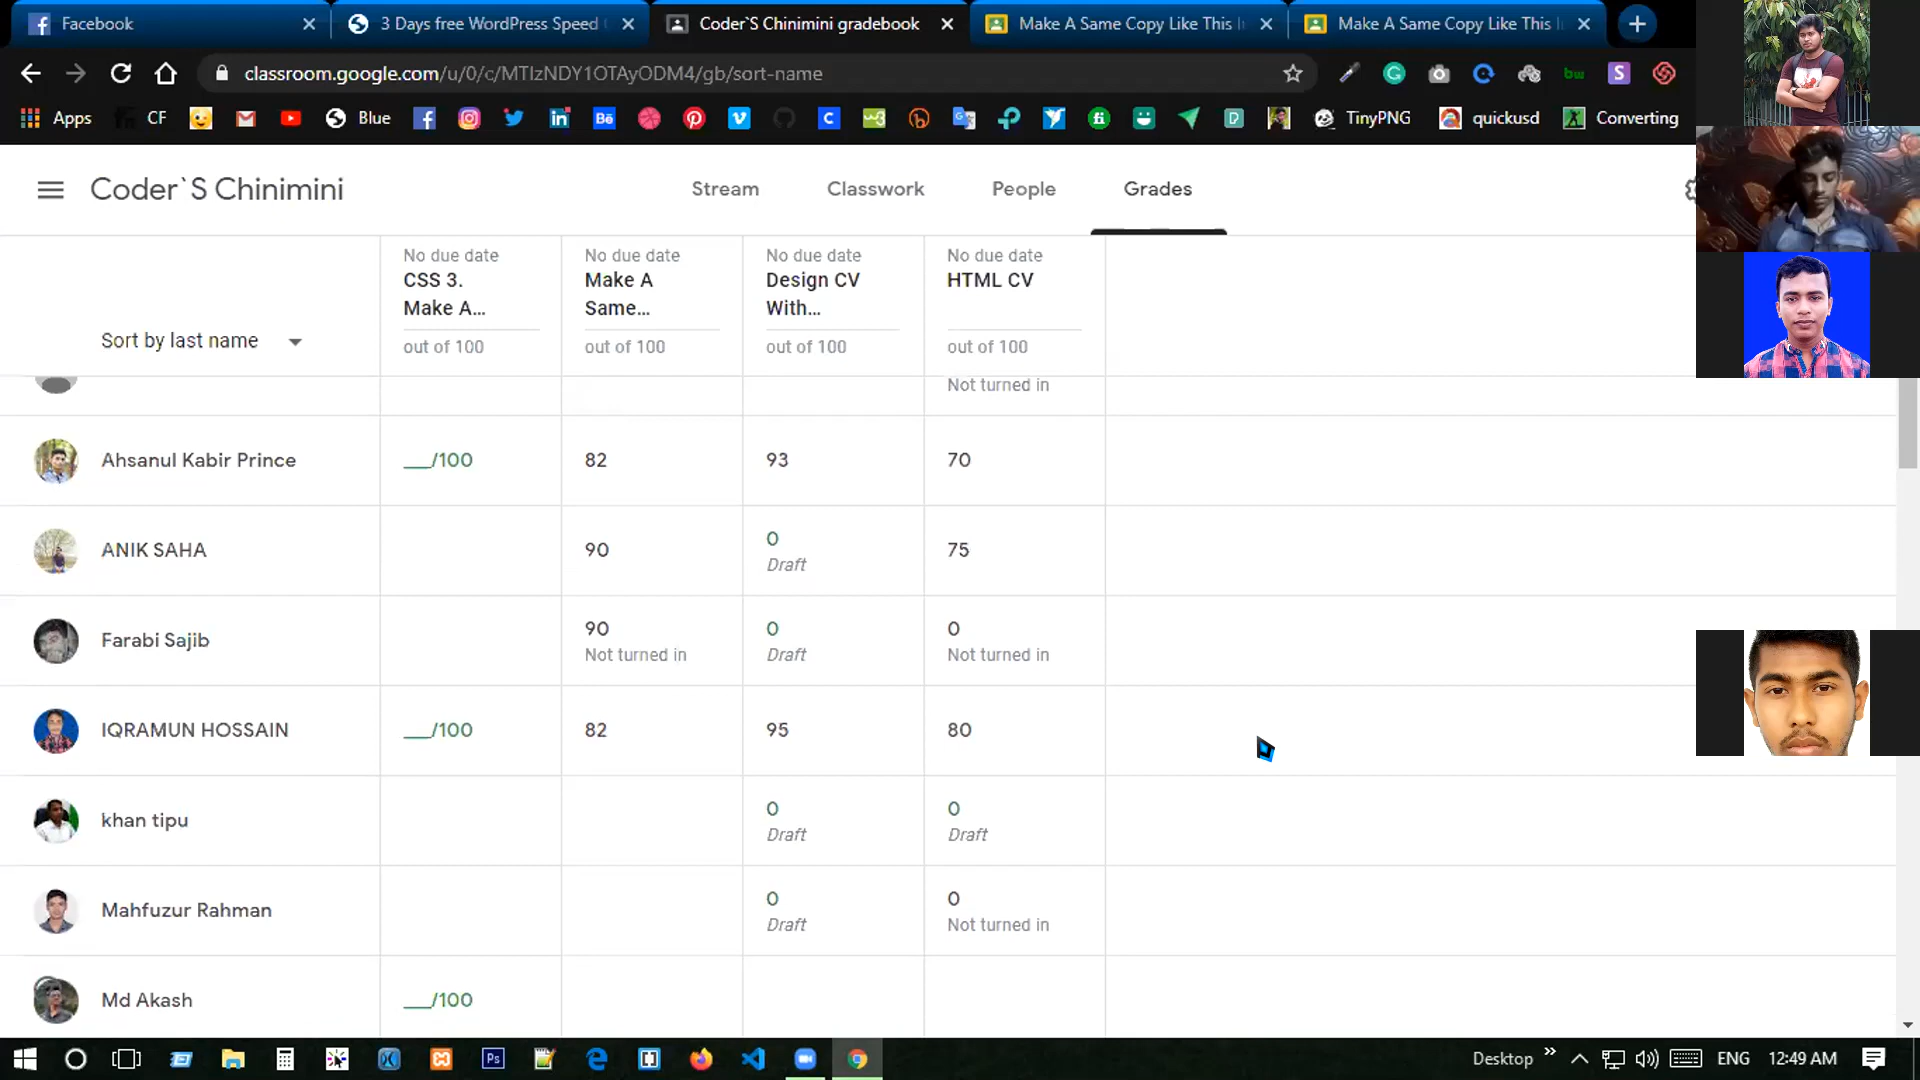 Facebook
3 Days free WordPress Speed
Coder`S Chinimini gradebook
Make A Same Copy Like This I
Make A Same Copy Like This I
classroom.google.com/u/0/c/MTIzNDY1OTAyODM4/gb/sort-name
Apps CF Blue TinyPNG quickusd Converting
Coder`S Chinimini
Stream Classwork People Grades
No due date No due date No due date No due date
CSS 3. Make A Design CV HTML CV
Make A... Same... With...
Sort by last name
out of 100 out of 100 out of 100 out of 100
Not turned in
Ahsanul Kabir Prince ___/100 82 93 70
ANIK SAHA 90 0 75
Draft
Farabi Sajib 90 0 0
Not turned in Draft Not turned in
IQRAMUN HOSSAIN ___/100 82 95 80
khan tipu 0 0
Draft Draft
Mahfuzur Rahman 0 0
Draft Not turned in
Md Akash ___/100
Desktop ENG 12:49 AM